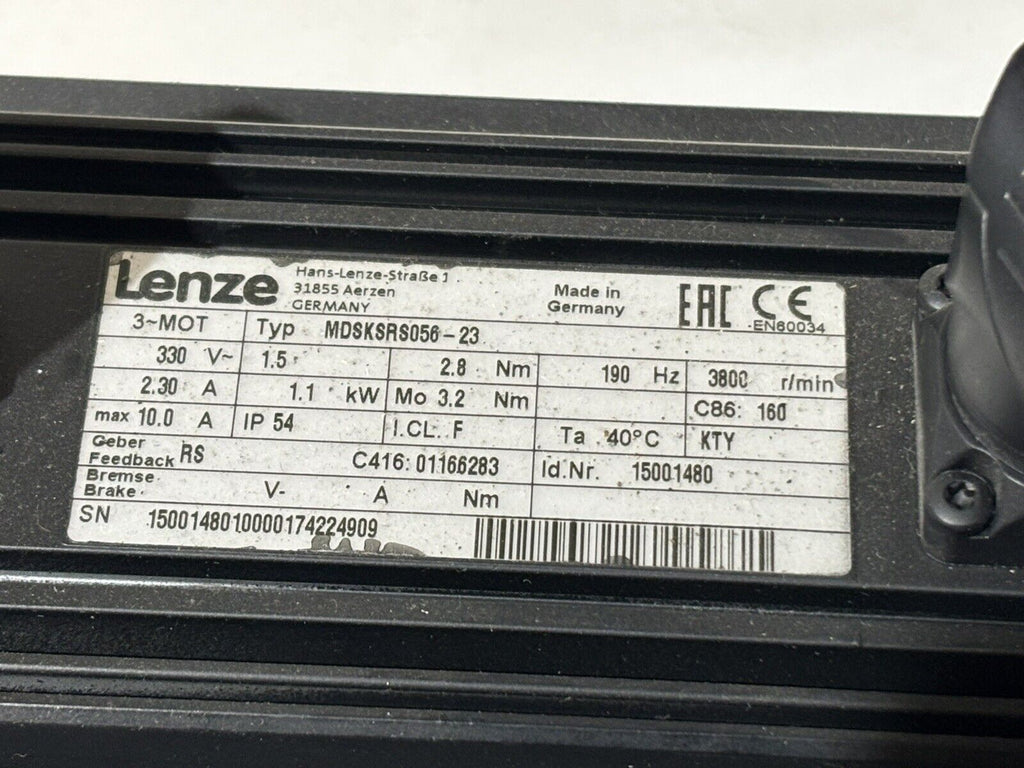 Lenze Hans-Lenze-Straße 1
31855 Aerzen
GERMANY
Made in
Germany
EAC CE
EN60034
3~MOT Typ MDSKSRS056-23
330 V~ 1.5 2.8 Nm 190 Hz 3800 r/min
2.30 A 1.1 kW Mo 3.2 Nm C86: 160
max 10.0 A IP 54 I.CL. F Ta 40°C KTY
Geber
Feedback RS C416: 01166283 Id.Nr. 15001480
Bremse
Brake V- A Nm
SN 1500148010000174224909